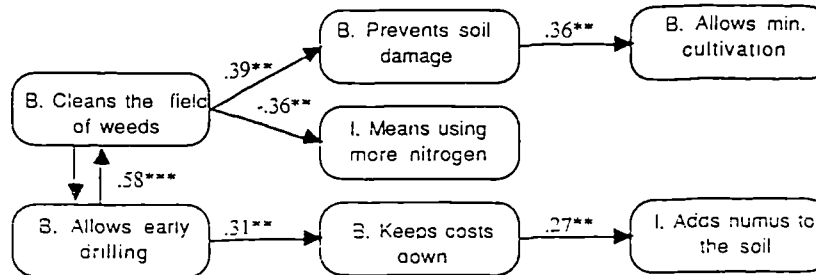 B. Prevents soil
damage
.36**
B. Allows min.
cultivation
.39**
B. Cleans the field
of weeds
-.36**
I. Means using
more nitrogen
.58***
B. Allows early
drilling
.31**
B. Keeps costs
down
.27**
I. Adds humus to
the soil